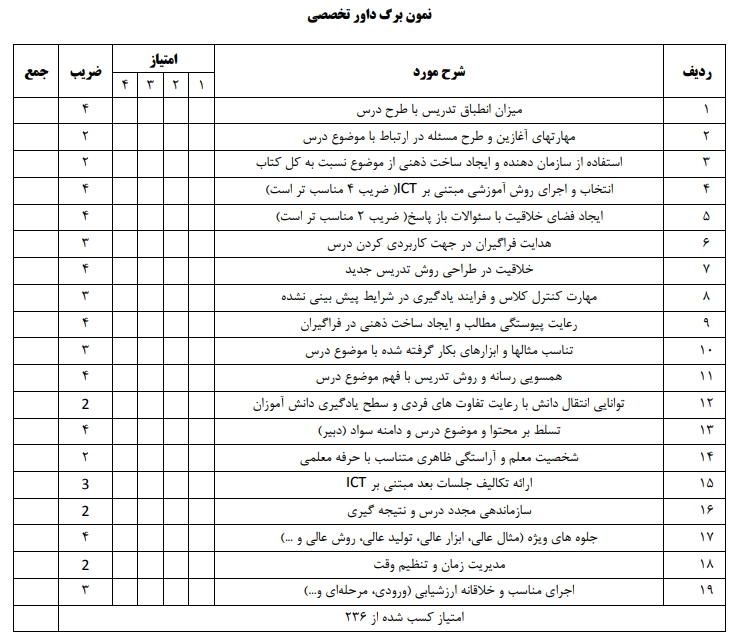 نمون برگ داور تخصصی
ردیف شرح مورد امتیاز ضریب جمع
۱ ۲ ۳ ۴
۱ میزان انطباق تدریس با طرح درس ۴
۲ مهارتهای آغازین و طرح مسئله در ارتباط با موضوع درس ۲
۳ استفاده از سازمان دهنده و ایجاد ساخت ذهنی از موضوع نسبت به کل کتاب ۲
۴ انتخاب و اجرای روش آموزشی مبتنی بر ICT( ضریب ۴ مناسب تر است) ۴
۵ ایجاد فضای خلاقیت با سئوالات باز پاسخ( ضریب ۲ مناسب تر است) ۴
۶ هدایت فراگیران در جهت کاربردی کردن درس ۳
۷ خلاقیت در طراحی روش تدریس جدید ۴
۸ مهارت کنترل کلاس و فرایند یادگیری در شرایط پیش بینی نشده ۳
۹ رعایت پیوستگی مطالب و ایجاد ساخت ذهنی در فراگیران ۴
۱۰ تناسب مثالها و ابزارهای بکار گرفته شده با موضوع درس ۳
۱۱ همسویی رسانه و روش تدریس با فهم موضوع درس ۴
۱۲ توانایی انتقال دانش با رعایت تفاوت های فردی و سطح یادگیری دانش آموزان 2
۱۳ تسلط بر محتوا و موضوع درس و دامنه سواد (دبیر) ۴
۱۴ شخصیت معلم و آراستگی ظاهری متناسب با حرفه معلمی ۲
۱۵ ارائه تکالیف جلسات بعد مبتنی بر ICT 3
۱۶ سازماندهی مجدد درس و نتیجه گیری 2
۱۷ جلوه های ویژه (مثال عالی، ابزار عالی، تولید عالی، روش عالی و ...) ۴
۱۸ مدیریت زمان و تنظیم وقت 2
۱۹ اجرای مناسب و خلاقانه ارزشیابی (ورودی، مرحله‌ای و...) ۳
امتیاز کسب شده از ۲۳۶